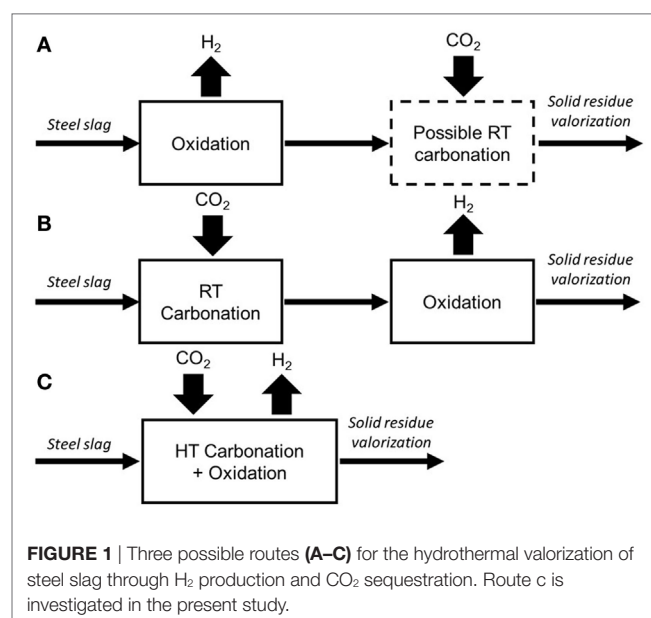 A
H₂
CO₂
Steel slag
Oxidation
Possible RT
carbonation
Solid residue
valorization
B
CO₂
H₂
Steel slag
RT
Carbonation
Oxidation
Solid residue
valorization
C
CO₂
H₂
Steel slag
HT Carbonation
+ Oxidation
Solid residue
valorization
FIGURE 1 | Three possible routes (A–C) for the hydrothermal valorization of
steel slag through H₂ production and CO₂ sequestration. Route c is
investigated in the present study.